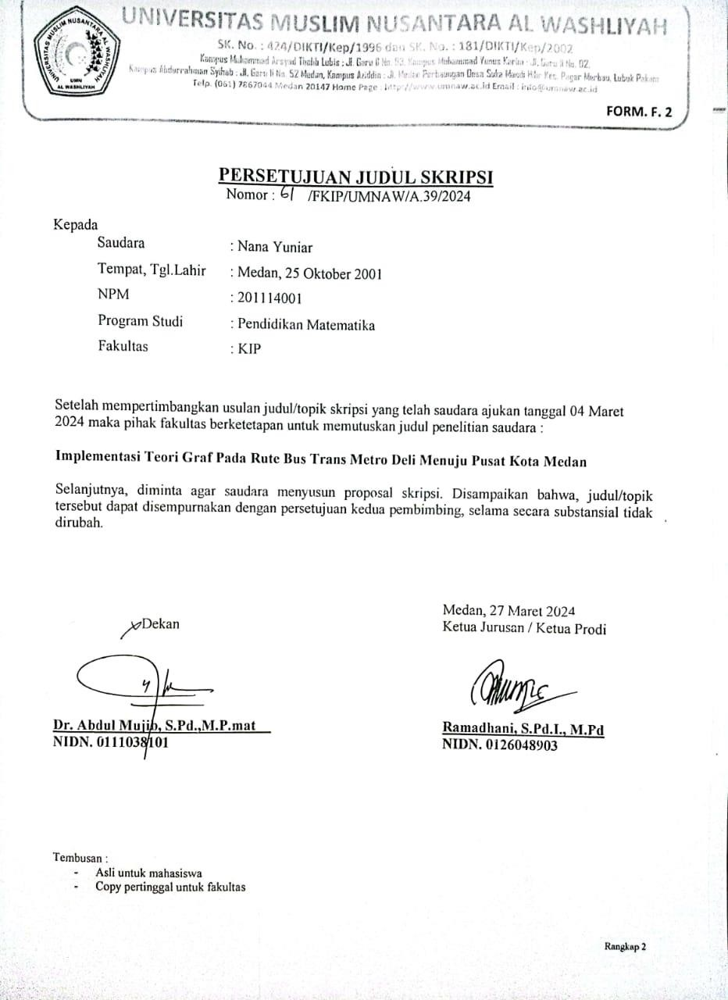 UNIVERSITAS MUSLIM NUSANTARA AL WASHLIYAH
SK. No. : 424/DIKTI/Kep/1996 dan SK. No. : 181/DIKTI/Kep/2002
Kampus Muhammad Arsyad Thalib Lubis : Jl. Garu II No. 93, Kampus Muhammad Yunus Karim : Jl. Garu II No. 02,
Kampus Abdurrahman Syihab : Jl. Garu II No. 52 Medan, Kampus Aziddin : Jl. Medan Perbaungan Desa Suka Mandi Hilir Kec. Pagar Merbau, Lubuk Pakam
Telp. (061) 7867044 Medan 20147 Home Page : http://www.umnaw.ac.id Email : info@umnaw.ac.id
UNIVERSITAS MUSLIM NUSANTARA AL WASHLIYAH
UMN
AL WASHLIYAH
FORM. F. 2
PERSETUJUAN JUDUL SKRIPSI
Nomor : 61 /FKIP/UMNAW/A.39/2024
Kepada
Saudara : Nana Yuniar
Tempat, Tgl.Lahir : Medan, 25 Oktober 2001
NPM : 201114001
Program Studi : Pendidikan Matematika
Fakultas : KIP
Setelah mempertimbangkan usulan judul/topik skripsi yang telah saudara ajukan tanggal 04 Maret
2024 maka pihak fakultas berketetapan untuk memutuskan judul penelitian saudara :
Implementasi Teori Graf Pada Rute Bus Trans Metro Deli Menuju Pusat Kota Medan
Selanjutnya, diminta agar saudara menyusun proposal skripsi. Disampaikan bahwa, judul/topik
tersebut dapat disempurnakan dengan persetujuan kedua pembimbing, selama secara substansial tidak
dirubah.
Medan, 27 Maret 2024
Dekan
Ketua Jurusan / Ketua Prodi
Dr. Abdul Mujib, S.Pd.,M.P.mat
NIDN. 0111038101
Ramadhani, S.Pd.I., M.Pd
NIDN. 0126048903
Tembusan :
- Asli untuk mahasiswa
- Copy pertinggal untuk fakultas
Rangkap 2